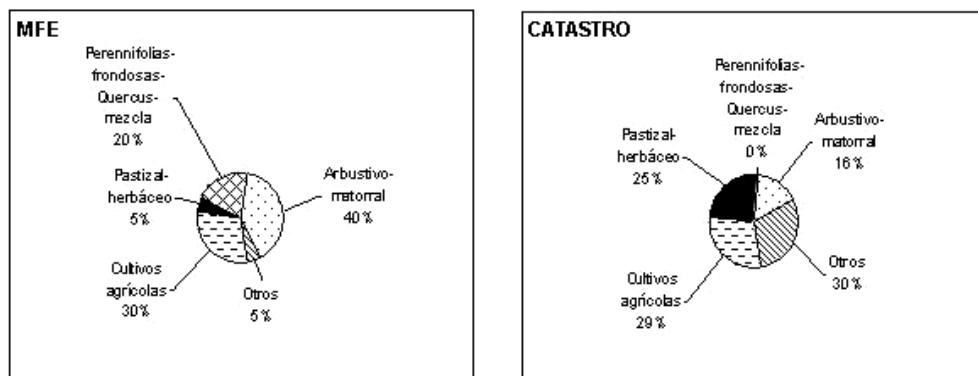 MFE
Perennifolias-
frondosas-
Quercus-
mezcla
20%
Pastizal-
herbáceo
5%
Arbustivo-
matorral
40%
Cultivos
agrícolas
30%
Otros
5%
CATASTRO
Perennifolias-
frondosas-
Quercus-
mezcla
0%
Pastizal-
herbáceo
25%
Arbustivo-
matorral
16%
Cultivos
agrícolas
29%
Otros
30%